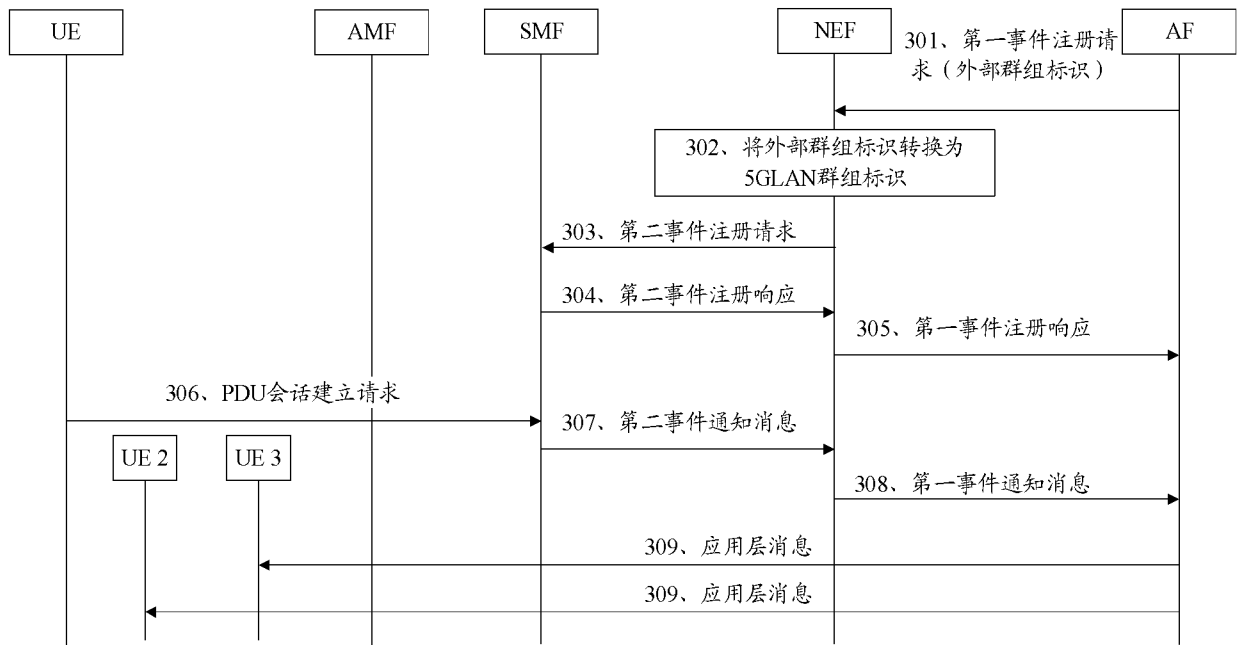 UE
AMF
SMF
NEF
AF
301、第一事件注册请
求（外部群组标识）
302、将外部群组标识转换为
5GLAN群组标识
303、第二事件注册请求
304、第二事件注册响应
305、第一事件注册响应
306、PDU会话建立请求
307、第二事件通知消息
UE 2
UE 3
308、第一事件通知消息
309、应用层消息
309、应用层消息